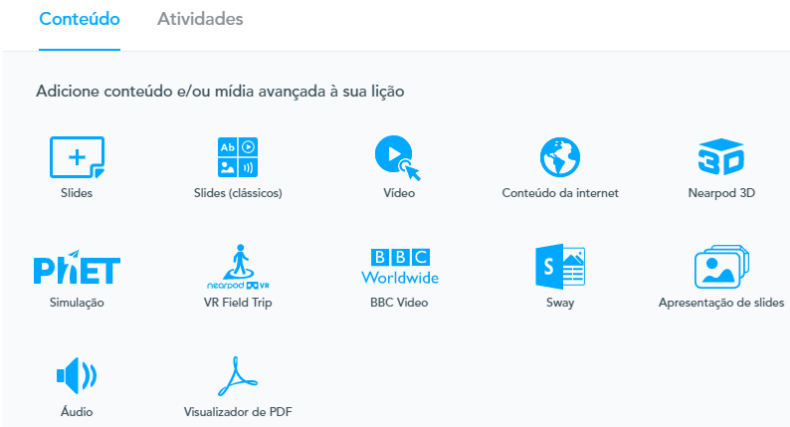 Conteúdo Atividades
Adicione conteúdo e/ou mídia avançada à sua lição
Ab
3D
Slides Slides (clássicos) Vídeo Conteúdo da internet Nearpod 3D
PhET nearpod VR BBC Worldwide S
Simulação VR Field Trip BBC Video Sway Apresentação de slides
Áudio Visualizador de PDF